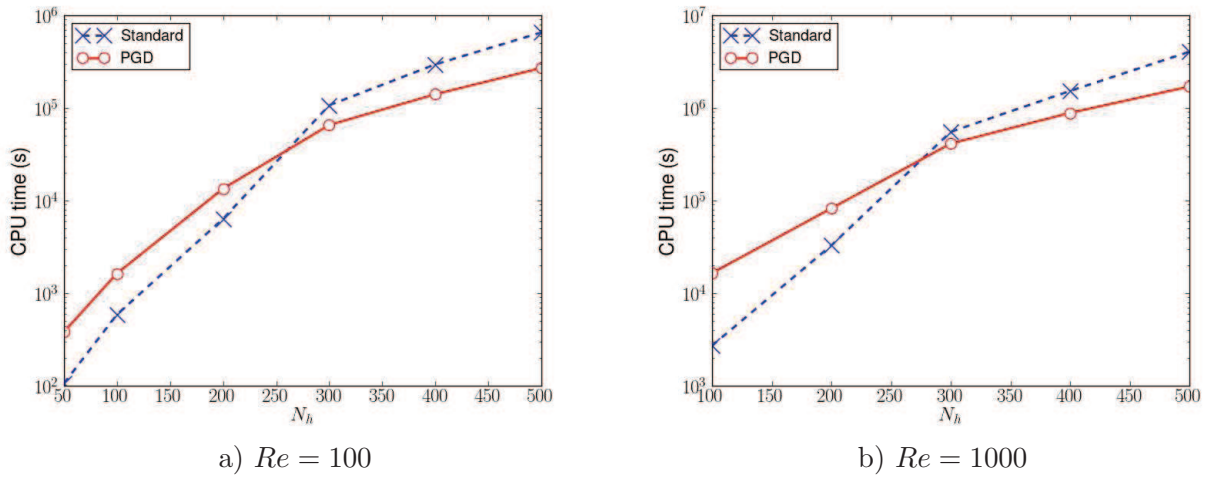 10^6
10^5
10^4
10^3
10^2
CPU time (s)
Standard
PGD
50 100 150 200 250 300 350 400 450 500
N_h
a) Re = 100
10^7
10^6
10^5
10^4
10^3
CPU time (s)
Standard
PGD
100 150 200 250 300 350 400 450 500
N_h
b) Re = 1000